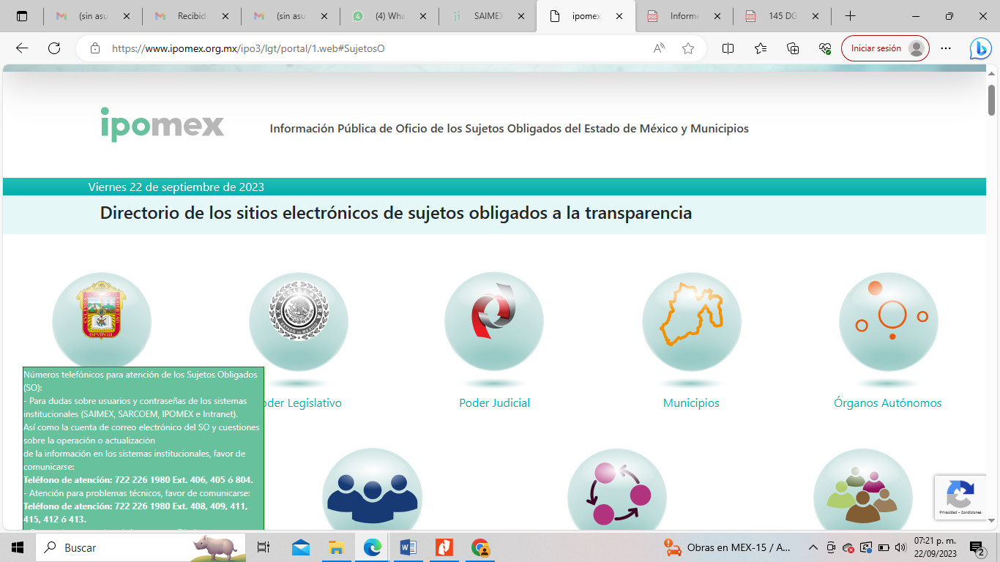 (sin asu
Recibid
(sin asu
(4) Wha
SAIMEX
ipomex
Informe
145 DG
https://www.ipomex.org.mx/ipo3/lgt/portal/1.web#SujetosO
Iniciar sesión
ipomex
Información Pública de Oficio de los Sujetos Obligados del Estado de México y Municipios
Viernes 22 de septiembre de 2023
Directorio de los sitios electrónicos de sujetos obligados a la transparencia
oder Legislativo
Poder Judicial
Municipios
Órganos Autónomos
Números telefónicos para atención de los Sujetos Obligados
(SO):
- Para dudas sobre usuarios y contraseñas de los sistemas
institucionales (SAIMEX, SARCOEM, IPOMEX e Intranet).
Así como la cuenta de correo electrónico del SO y cuestiones
sobre la operación o actualización
de la información en los sistemas institucionales, favor de
comunicarse:
Teléfono de atención: 722 226 1980 Ext. 406, 405 ó 804.
- Atención para problemas técnicos, favor de comunicarse:
Teléfono de atención: 722 226 1980 Ext. 408, 409, 411,
415, 412 ó 413.
Privacidad - Condiciones
Buscar
Obras en MEX-15 / A...
07:21 p. m.
22/09/2023
2